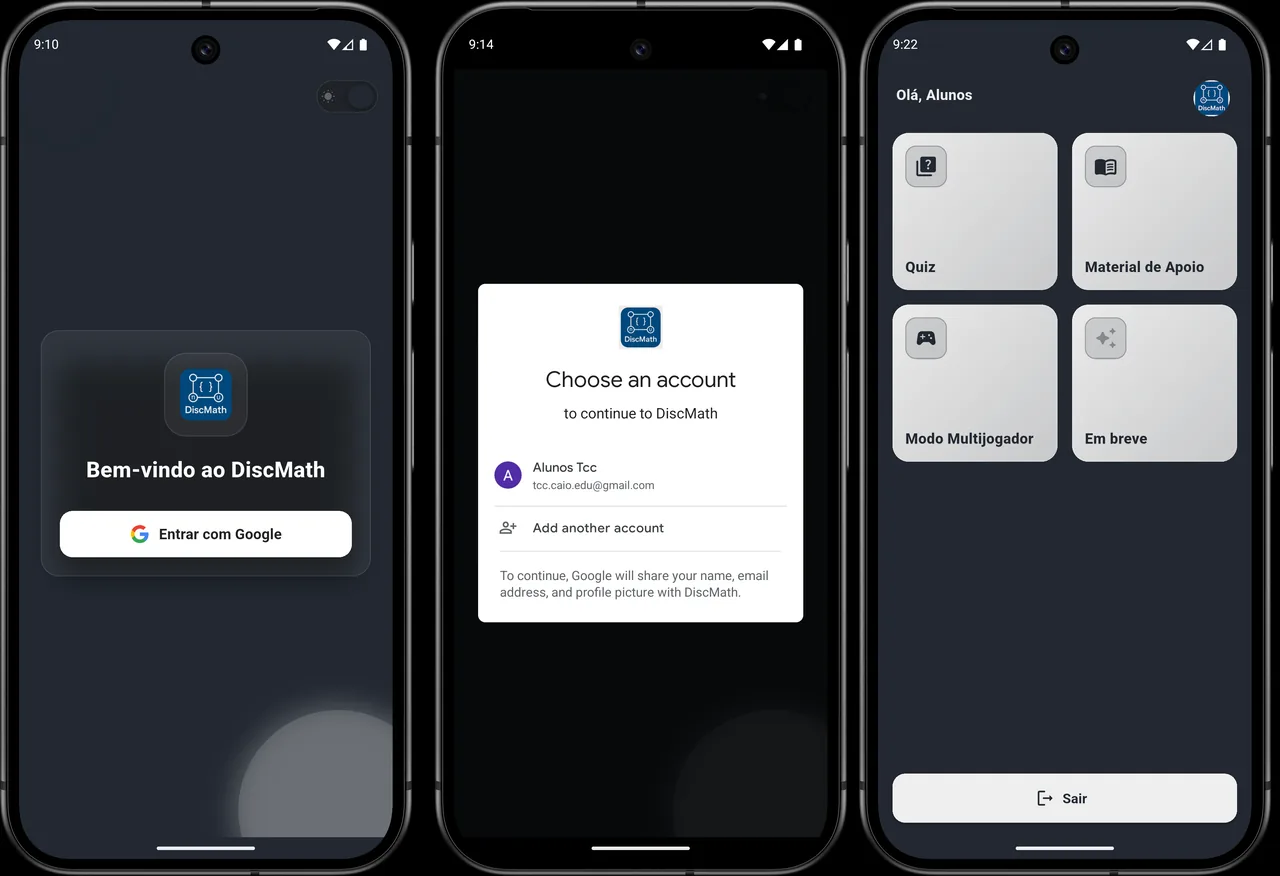 9:10
DiscMath
Bem-vindo ao DiscMath
Entrar com Google
9:14
DiscMath
Choose an account
to continue to DiscMath
A
Alunos Tcc
tcc.caio.edu@gmail.com
Add another account
To continue, Google will share your name, email
address, and profile picture with DiscMath.
9:22
Olá, Alunos
DiscMath
Quiz
Material de Apoio
Modo Multijogador
Em breve
Sair